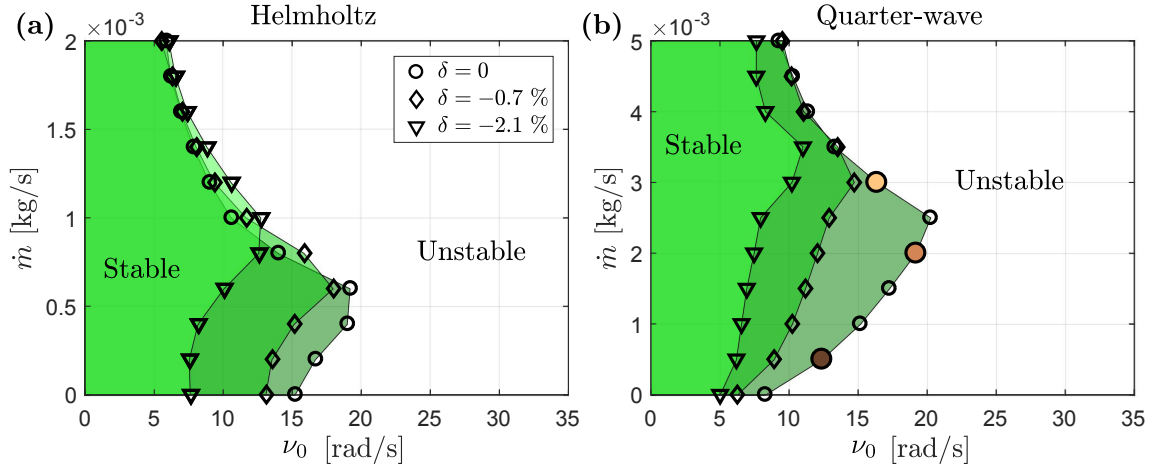 (a) Helmholtz
×10⁻³
2
1.5
1
0.5
0
ṁ [kg/s]
δ = 0
δ = −0.7 %
δ = −2.1 %
Stable
Unstable
0 5 10 15 20 25 30 35
ν₀ [rad/s]
(b) Quarter-wave
×10⁻³
5
4
3
2
1
0
ṁ [kg/s]
Stable
Unstable
0 5 10 15 20 25 30 35
ν₀ [rad/s]